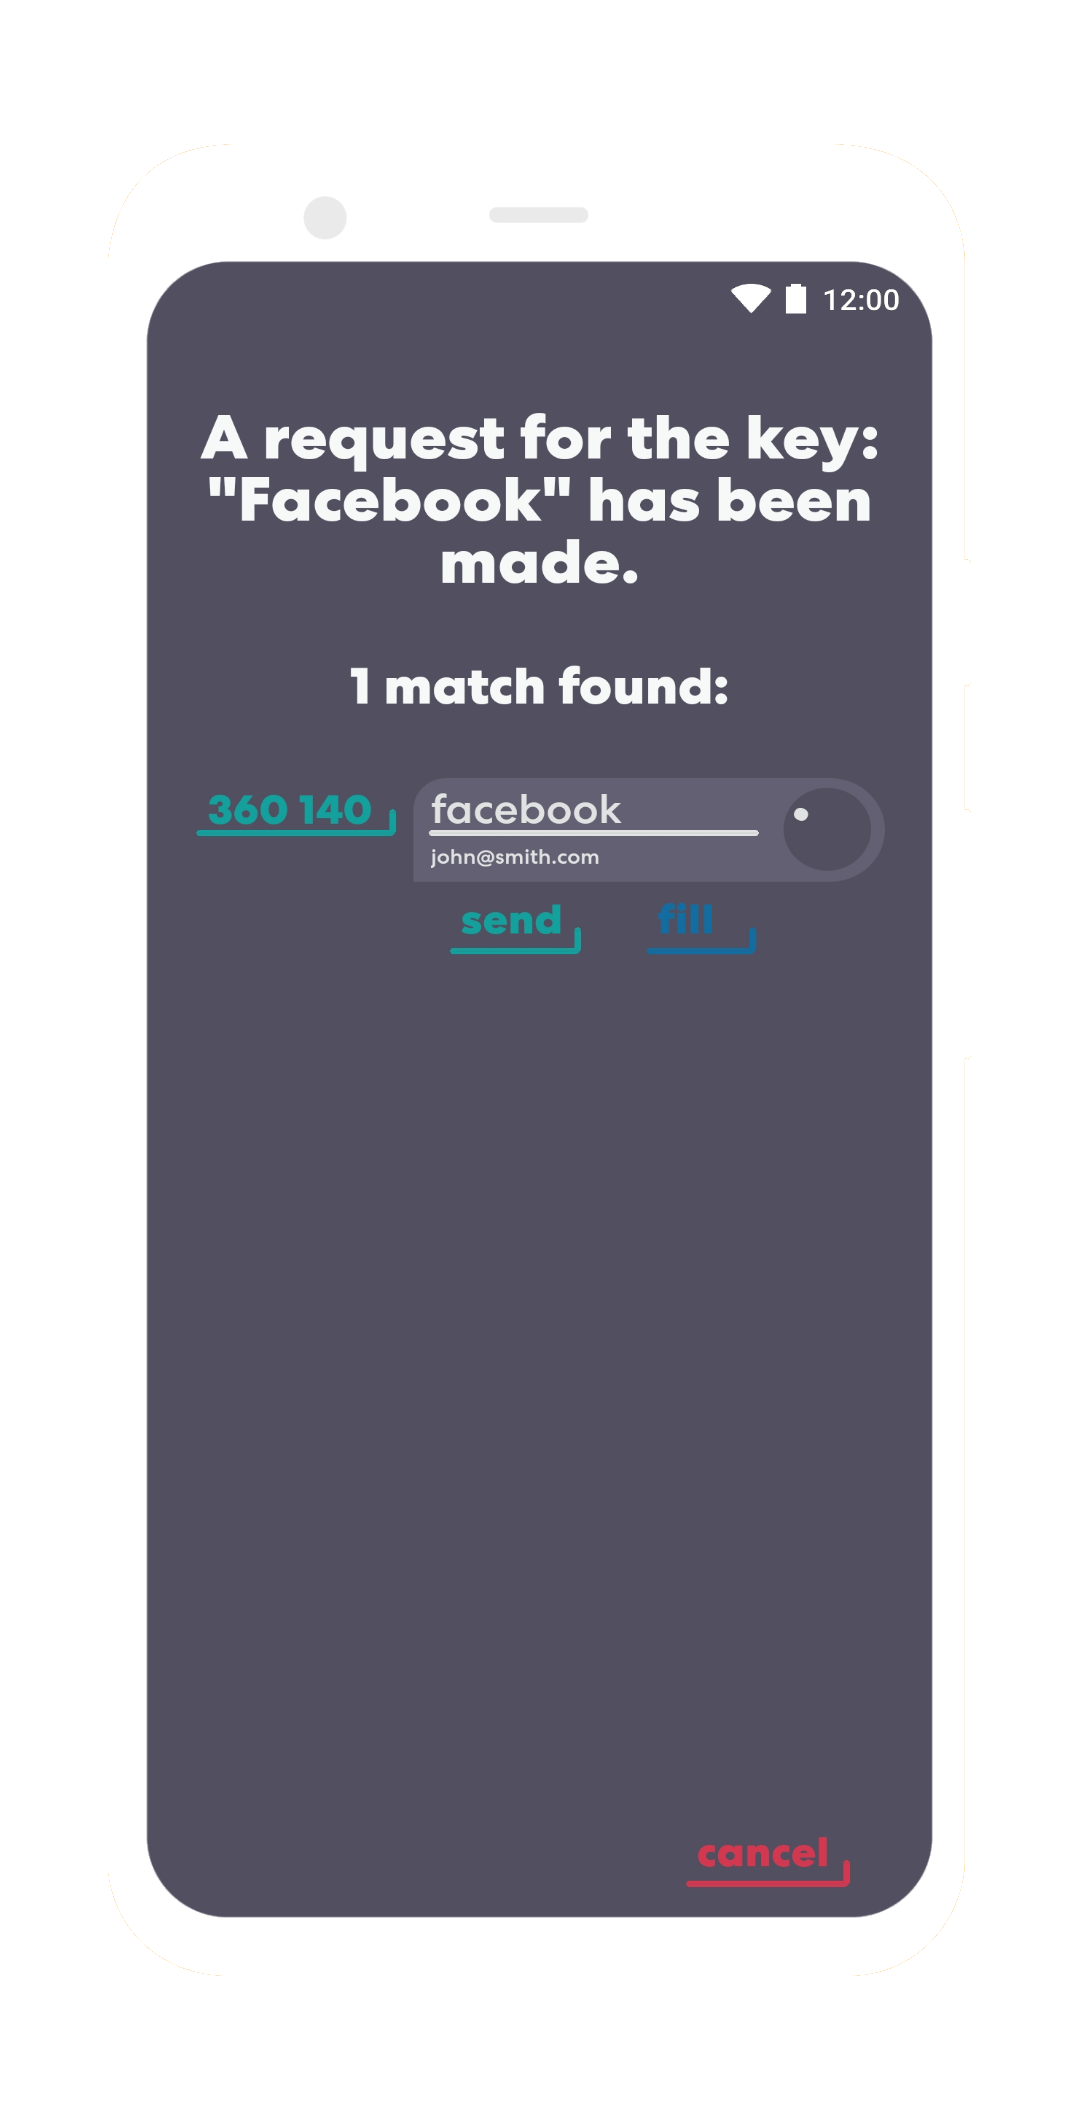 12:00
A request for the key:
"Facebook" has been
made.
1 match found:
360 140
facebook
john@smith.com
send
fill
cancel